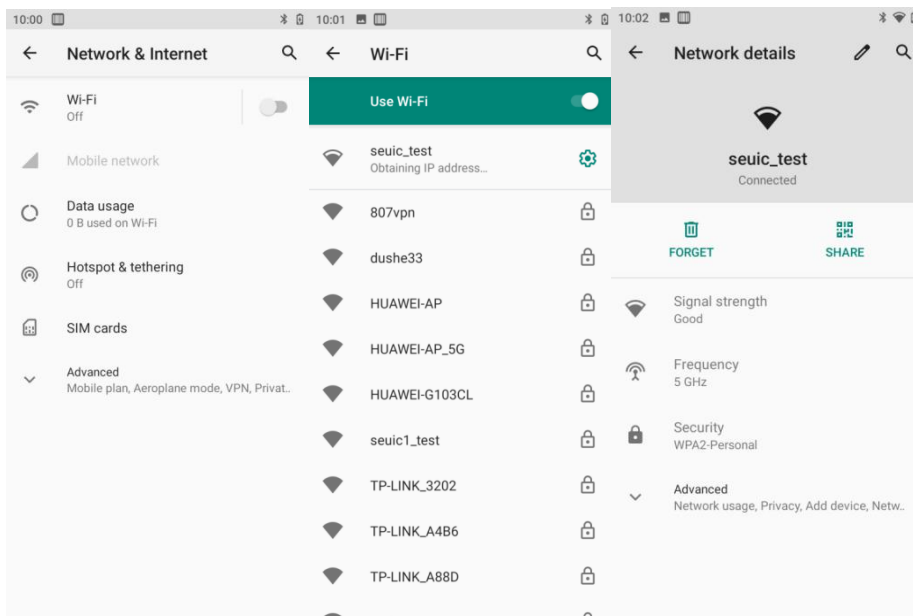 10:00
Network & Internet
Wi-Fi
Off
Mobile network
Data usage
0 B used on Wi-Fi
Hotspot & tethering
Off
SIM cards
Advanced
Mobile plan, Aeroplane mode, VPN, Privat..
10:01
Wi-Fi
Use Wi-Fi
seuic_test
Obtaining IP address...
807vpn
dushe33
HUAWEI-AP
HUAWEI-AP_5G
HUAWEI-G103CL
seuic1_test
TP-LINK_3202
TP-LINK_A4B6
TP-LINK_A88D
10:02
Network details
seuic_test
Connected
FORGET SHARE
Signal strength
Good
Frequency
5 GHz
Security
WPA2-Personal
Advanced
Network usage, Privacy, Add device, Netw..